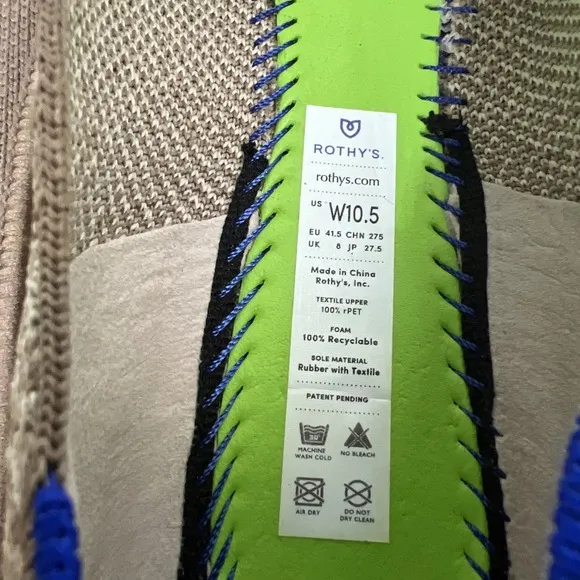 ROTHY'S.
rothys.com
US W10.5
EU 41.5 CHN 275
UK 8 JP 27.5
Made in China
Rothy's, Inc.
TEXTILE UPPER
100% rPET
FOAM
100% Recyclable
SOLE MATERIAL
Rubber with Textile
PATENT PENDING
30°
MACHINE WASH COLD
NO BLEACH
AIR DRY
DO NOT DRY CLEAN